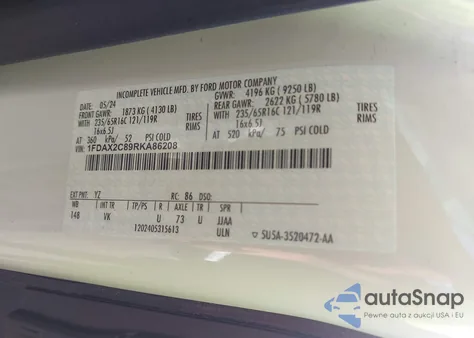 INCOMPLETE VEHICLE MFD. BY FORD MOTOR COMPANY
DATE: 05/24 GVWR: 4196 KG ( 9250 LB)
FRONT GAWR: 1873 KG ( 4130 LB) REAR GAWR: 2622 KG ( 5780 LB)
WITH 235/65R16C 121/119R TIRES WITH 235/65R16C 121/119R TIRES
16x6.5J RIMS 16x6.5J RIMS
AT 360 kPa/ 52 PSI COLD AT 520 kPa/ 75 PSI COLD
VIN: 1FDAX2C89RKA86208
EXT PNT: YZ RC: 86 DSO:
WB INT TR TP/PS R AXLE TR SPR
148 VK U 73 U JJAA
1202405315613 ULN
5U5A-3520472-AA
autoSnap
Pewne auta z aukcji USA i EU